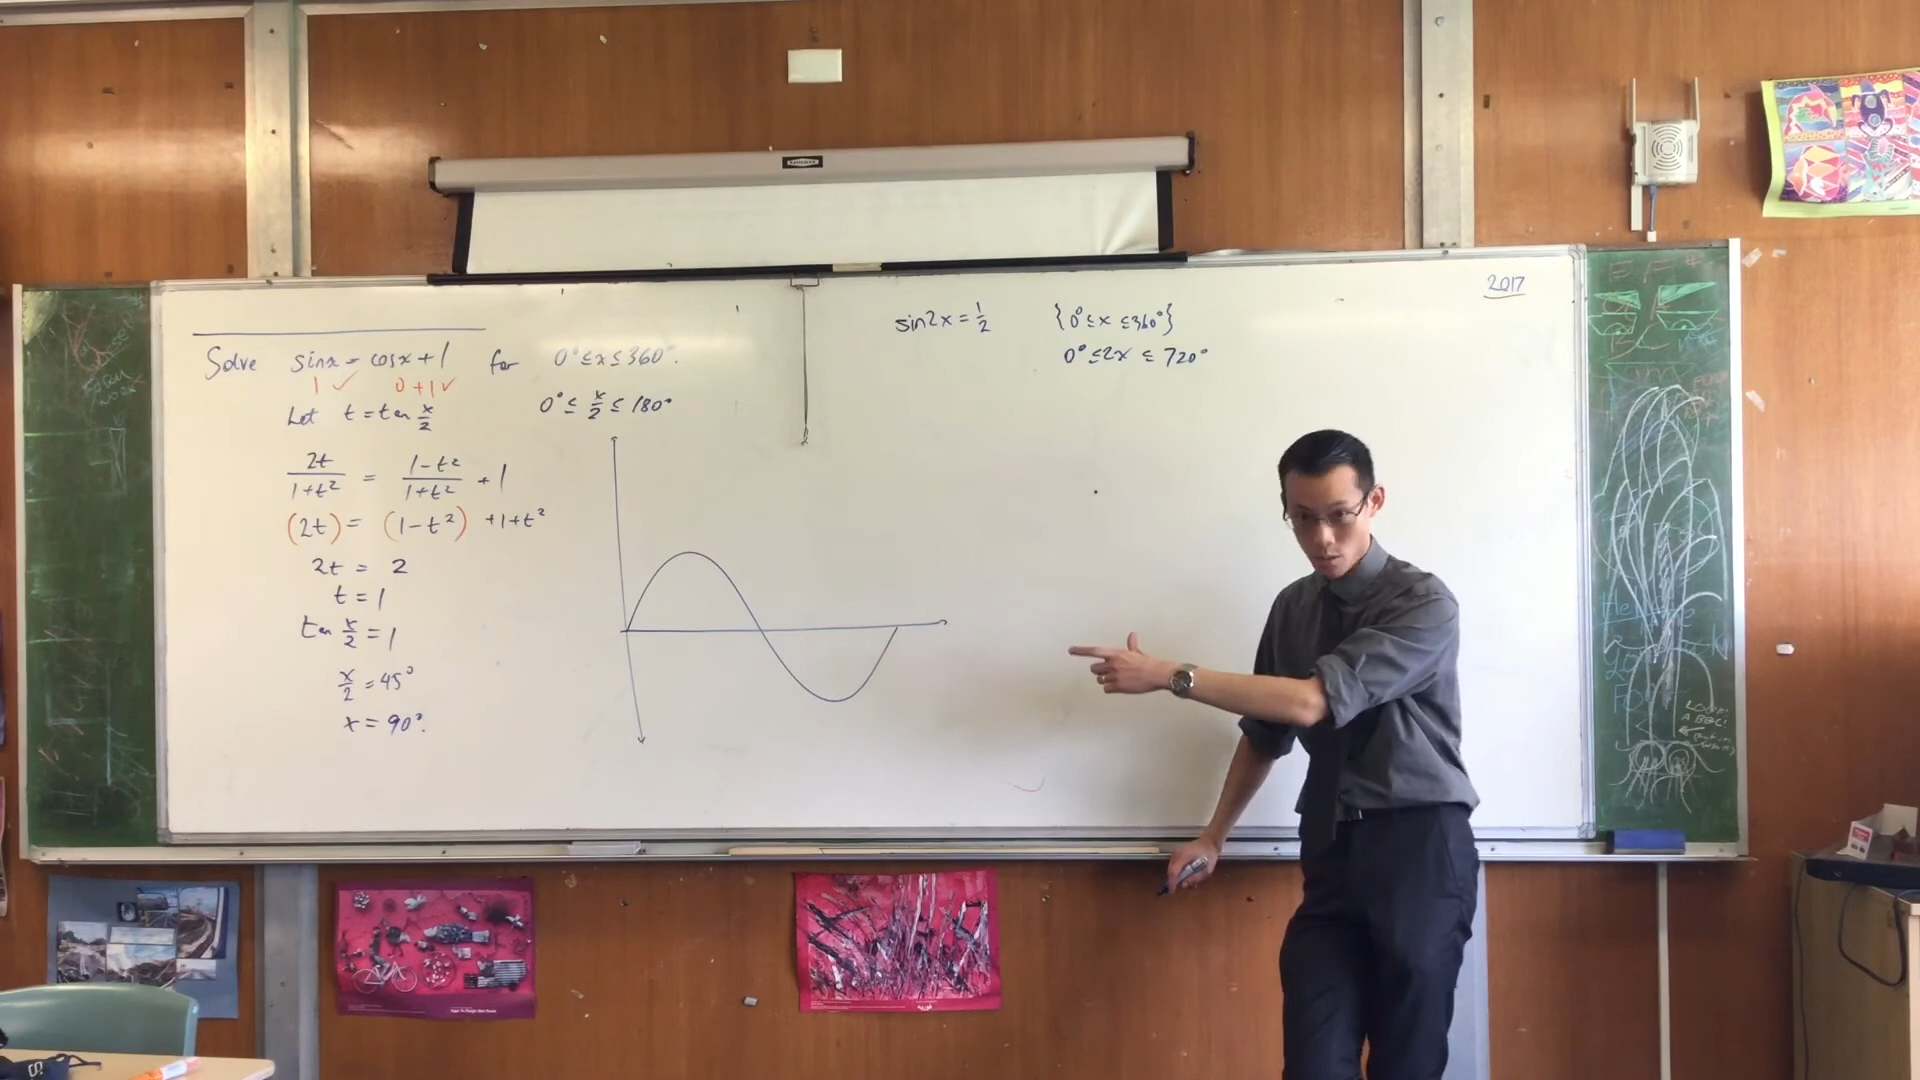 2017
sin2x = 1/2 {0° ≤ x ≤ 360°}
0° ≤ 2x ≤ 720°
Solve sinx = cosx + 1 for 0° ≤ x ≤ 360°.
1 ✓ 0 + 1 ✓
Let t = tan x/2 0° ≤ x/2 ≤ 180°
2t/1+t² = 1-t²/1+t² + 1
(2t) = (1-t²) + 1+t²
2t = 2
t = 1
tan x/2 = 1
x/2 = 45°
x = 90°.
LOOK!
A BBC!